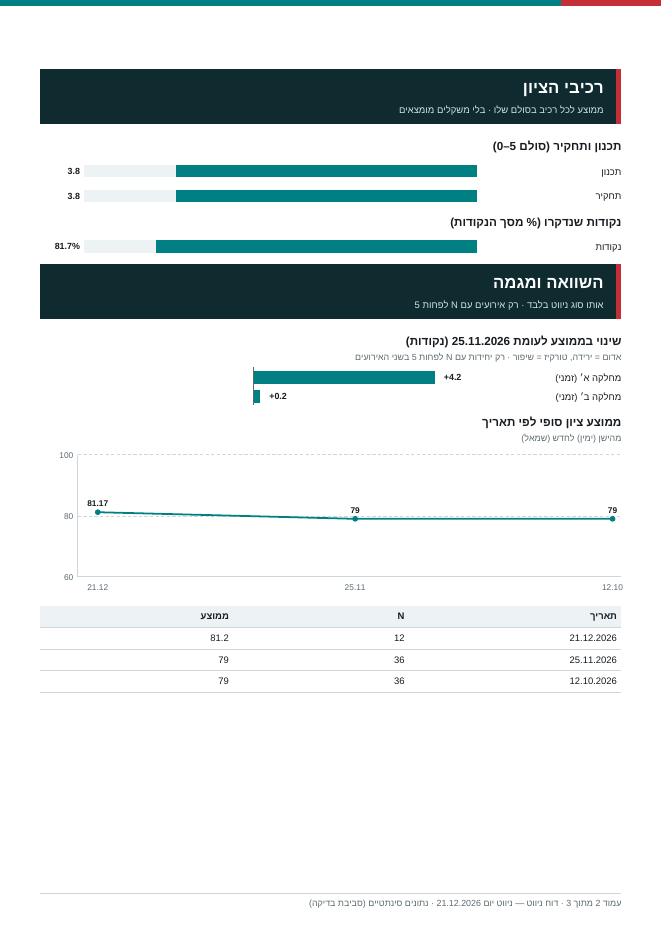 רכיבי הציון
ממוצע לכל רכיב בסולם שלו · בלי משקלים מומצאים
תכנון ותחקיר (סולם 0–5)
תכנון 3.8
תחקיר 3.8
נקודות שנדקרו (% מסך הנקודות)
נקודות 81.7%
השוואה ומגמה
אותו סוג ניווט בלבד · רק אירועים עם N לפחות 5
שינוי בממוצע לעומת 25.11.2026 (נקודות)
אדום = ירידה, טורקיז = שיפור · רק יחידות עם N לפחות 5 בשני האירועים
מחלקה א׳ (זמני) +4.2
מחלקה ב׳ (זמני) +0.2
ממוצע ציון סופי לפי תאריך
מהישן (ימין) לחדש (שמאל)
100
79 79 81.17
80
60
12.10 25.11 21.12
תאריך N ממוצע
21.12.2026 12 81.2
25.11.2026 36 79
12.10.2026 36 79
עמוד 2 מתוך 3 · דוח ניווט — ניווט יום 21.12.2026 · נתונים סינתטיים (סביבת בדיקה)